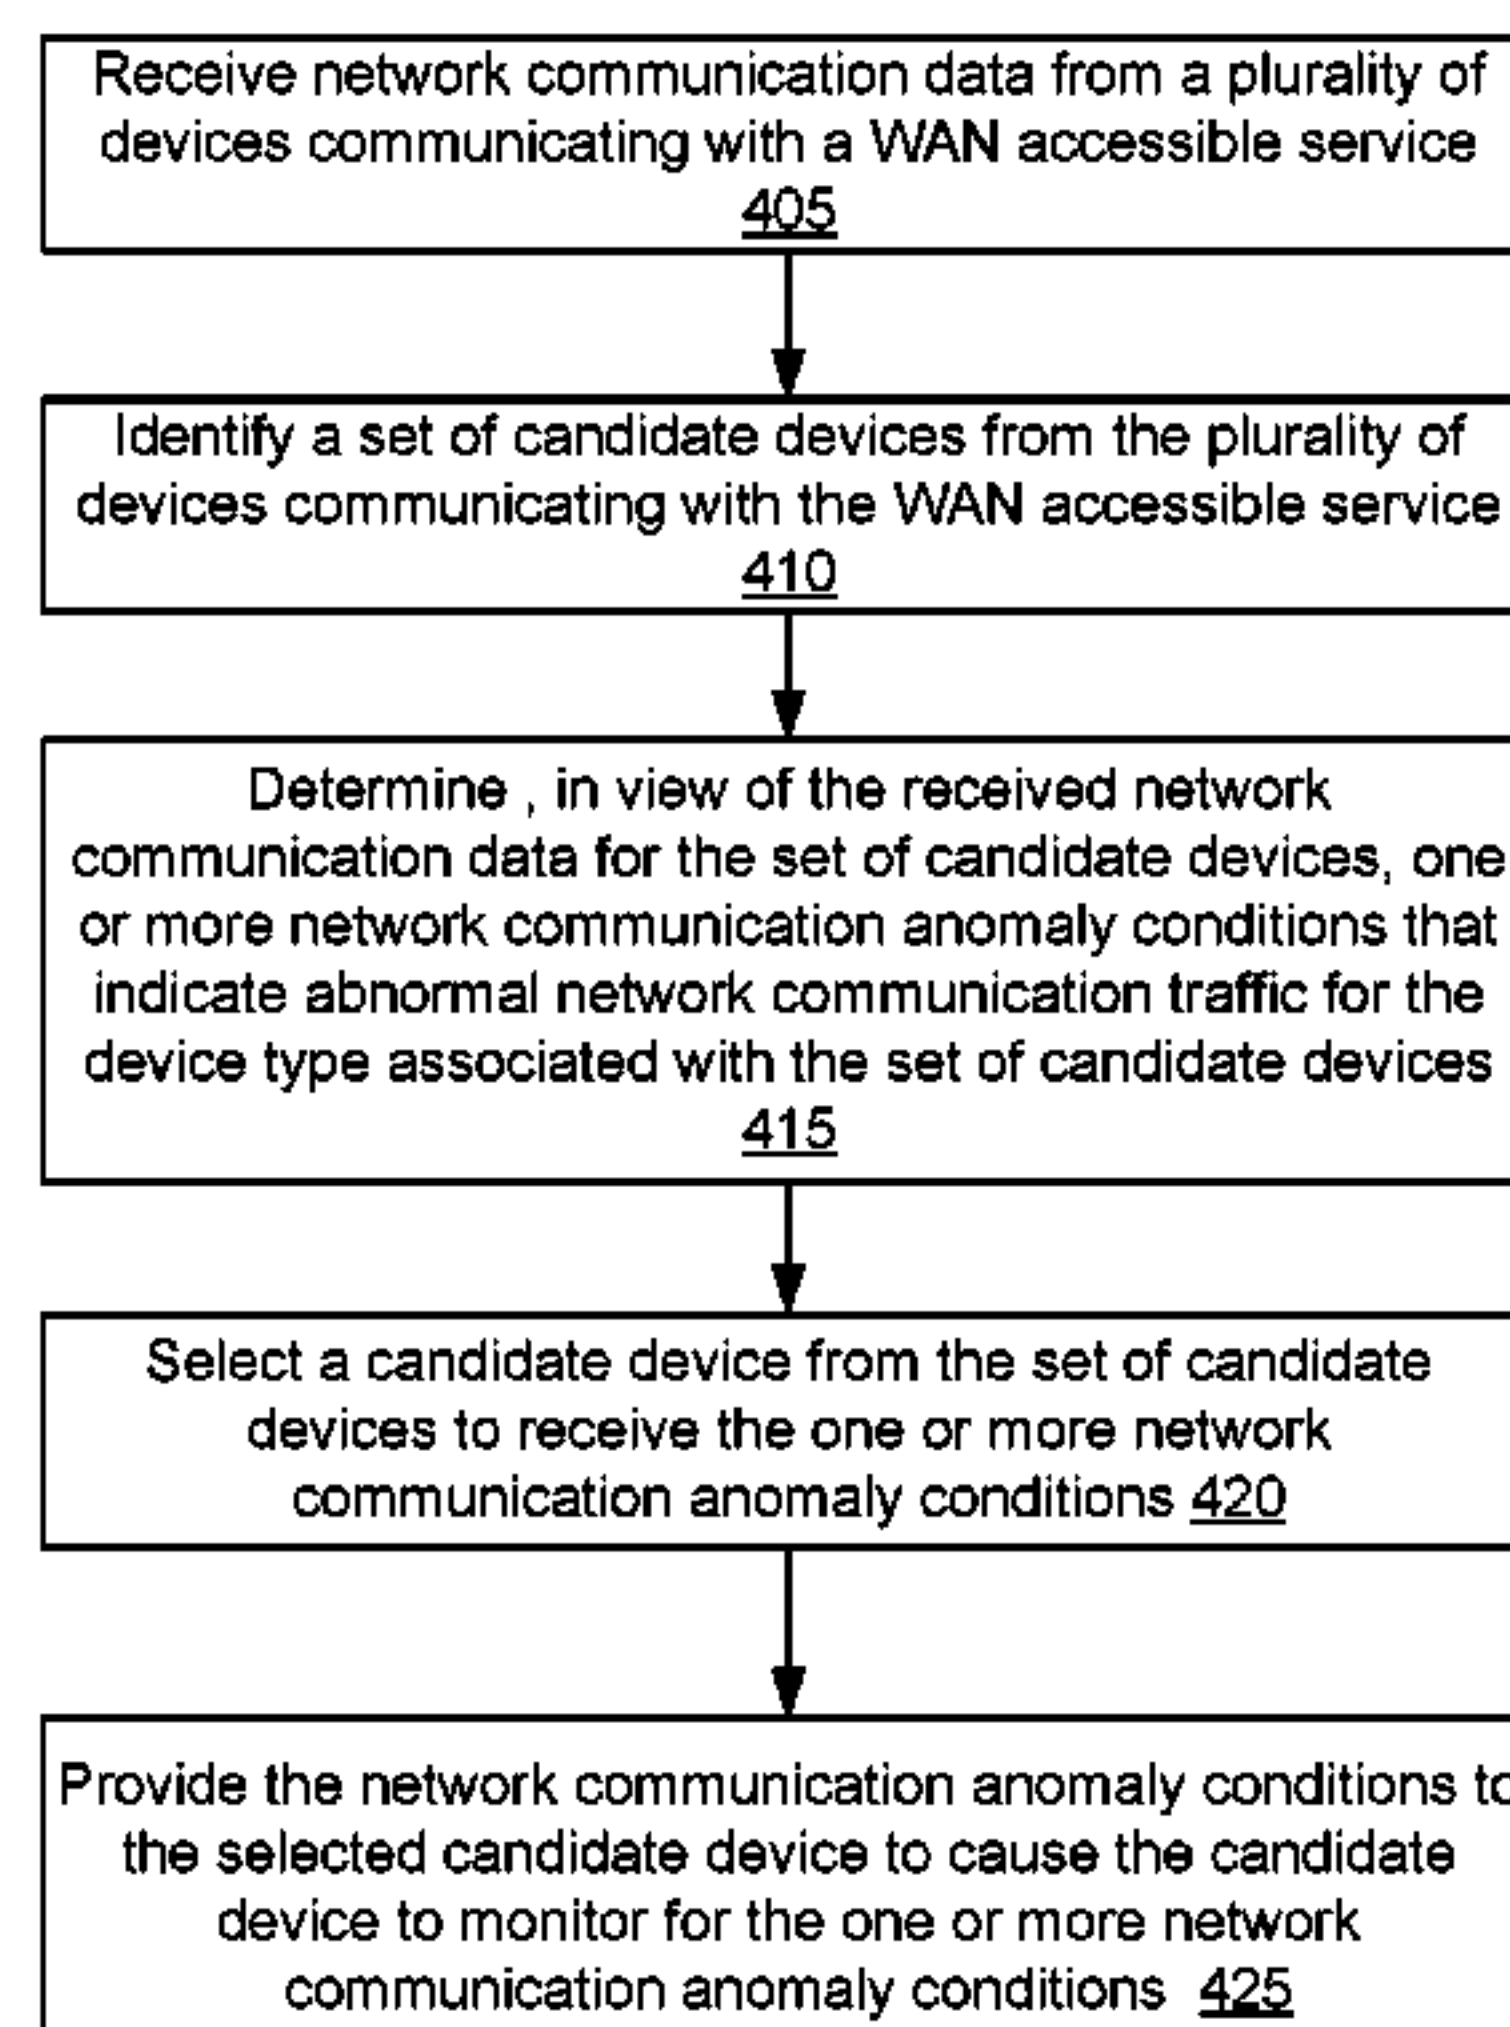 Receive network communication data from a plurality of
devices communicating with a WAN accessible service
405
Identify a set of candidate devices from the plurality of
devices communicating with the WAN accessible service
410
Determine , in view of the received network
communication data for the set of candidate devices, one
or more network communication anomaly conditions that
indicate abnormal network communication traffic for the
device type associated with the set of candidate devices
415
Select a candidate device from the set of candidate
devices to receive the one or more network
communication anomaly conditions 420
Provide the network communication anomaly conditions to
the selected candidate device to cause the candidate
device to monitor for the one or more network
communication anomaly conditions 425